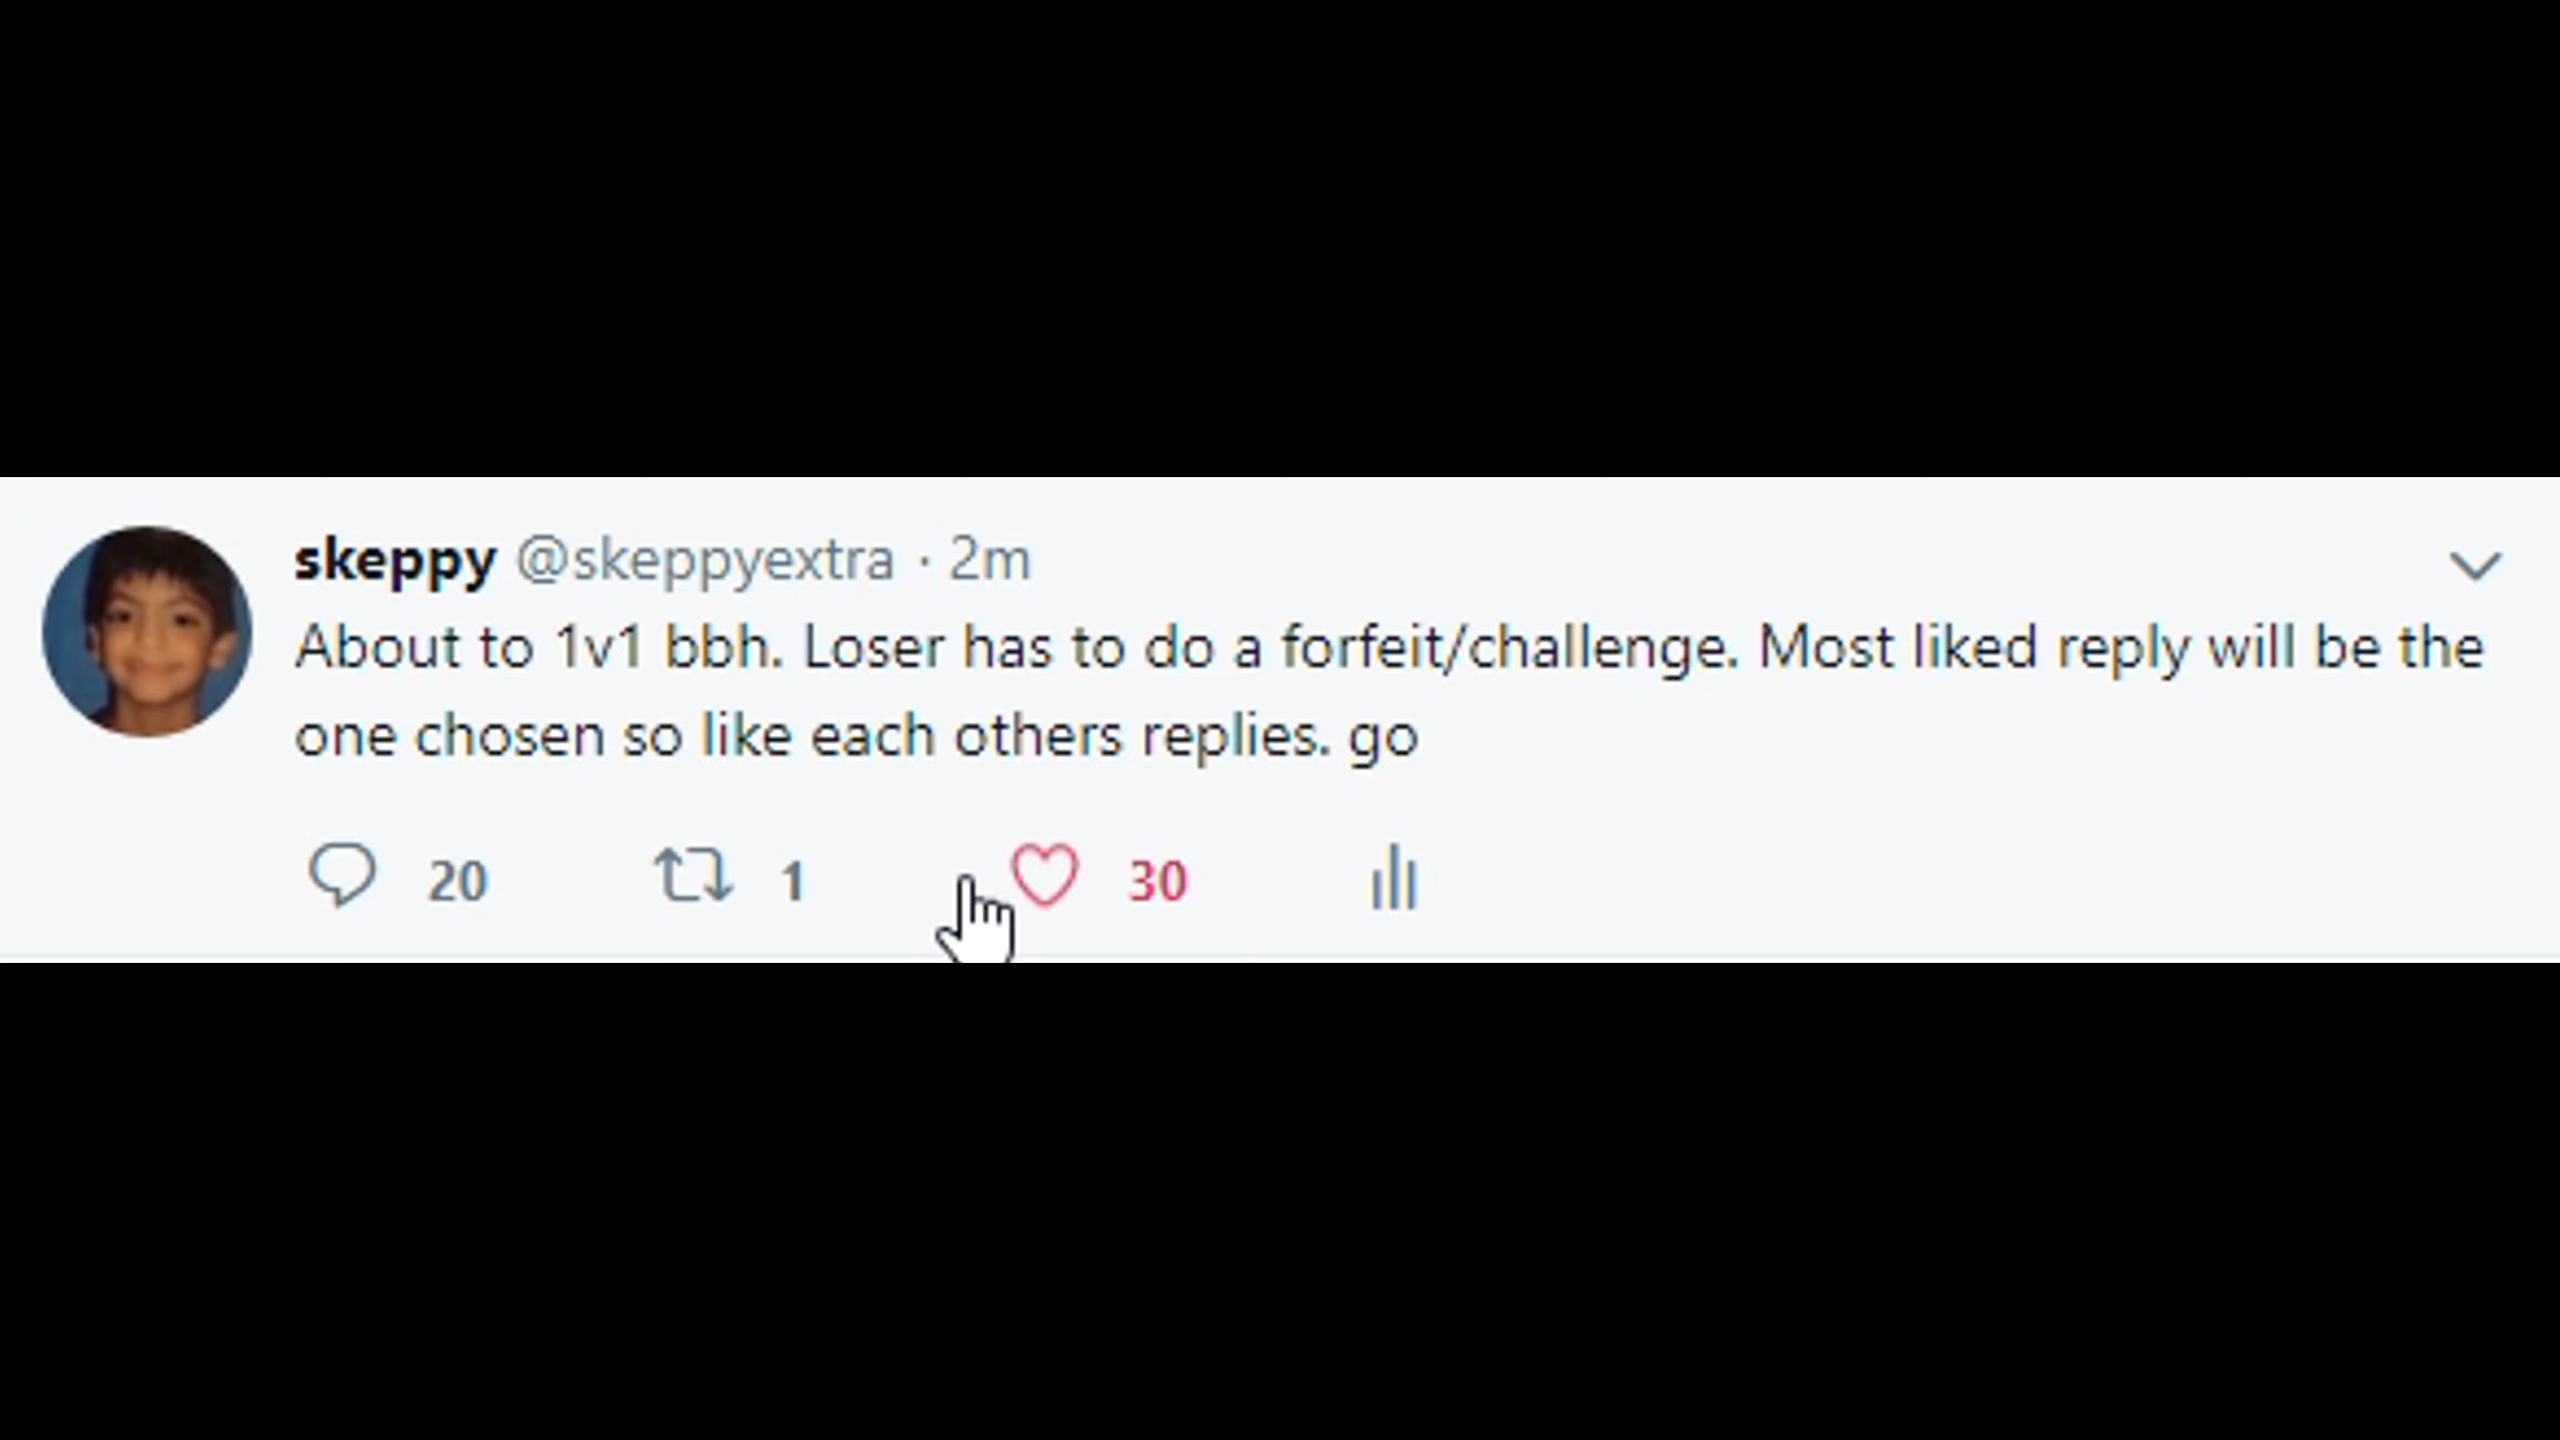 skeppy @skeppyextra · 2m
About to 1v1 bbh. Loser has to do a forfeit/challenge. Most liked reply will be the
one chosen so like each others replies. go
20 1 30